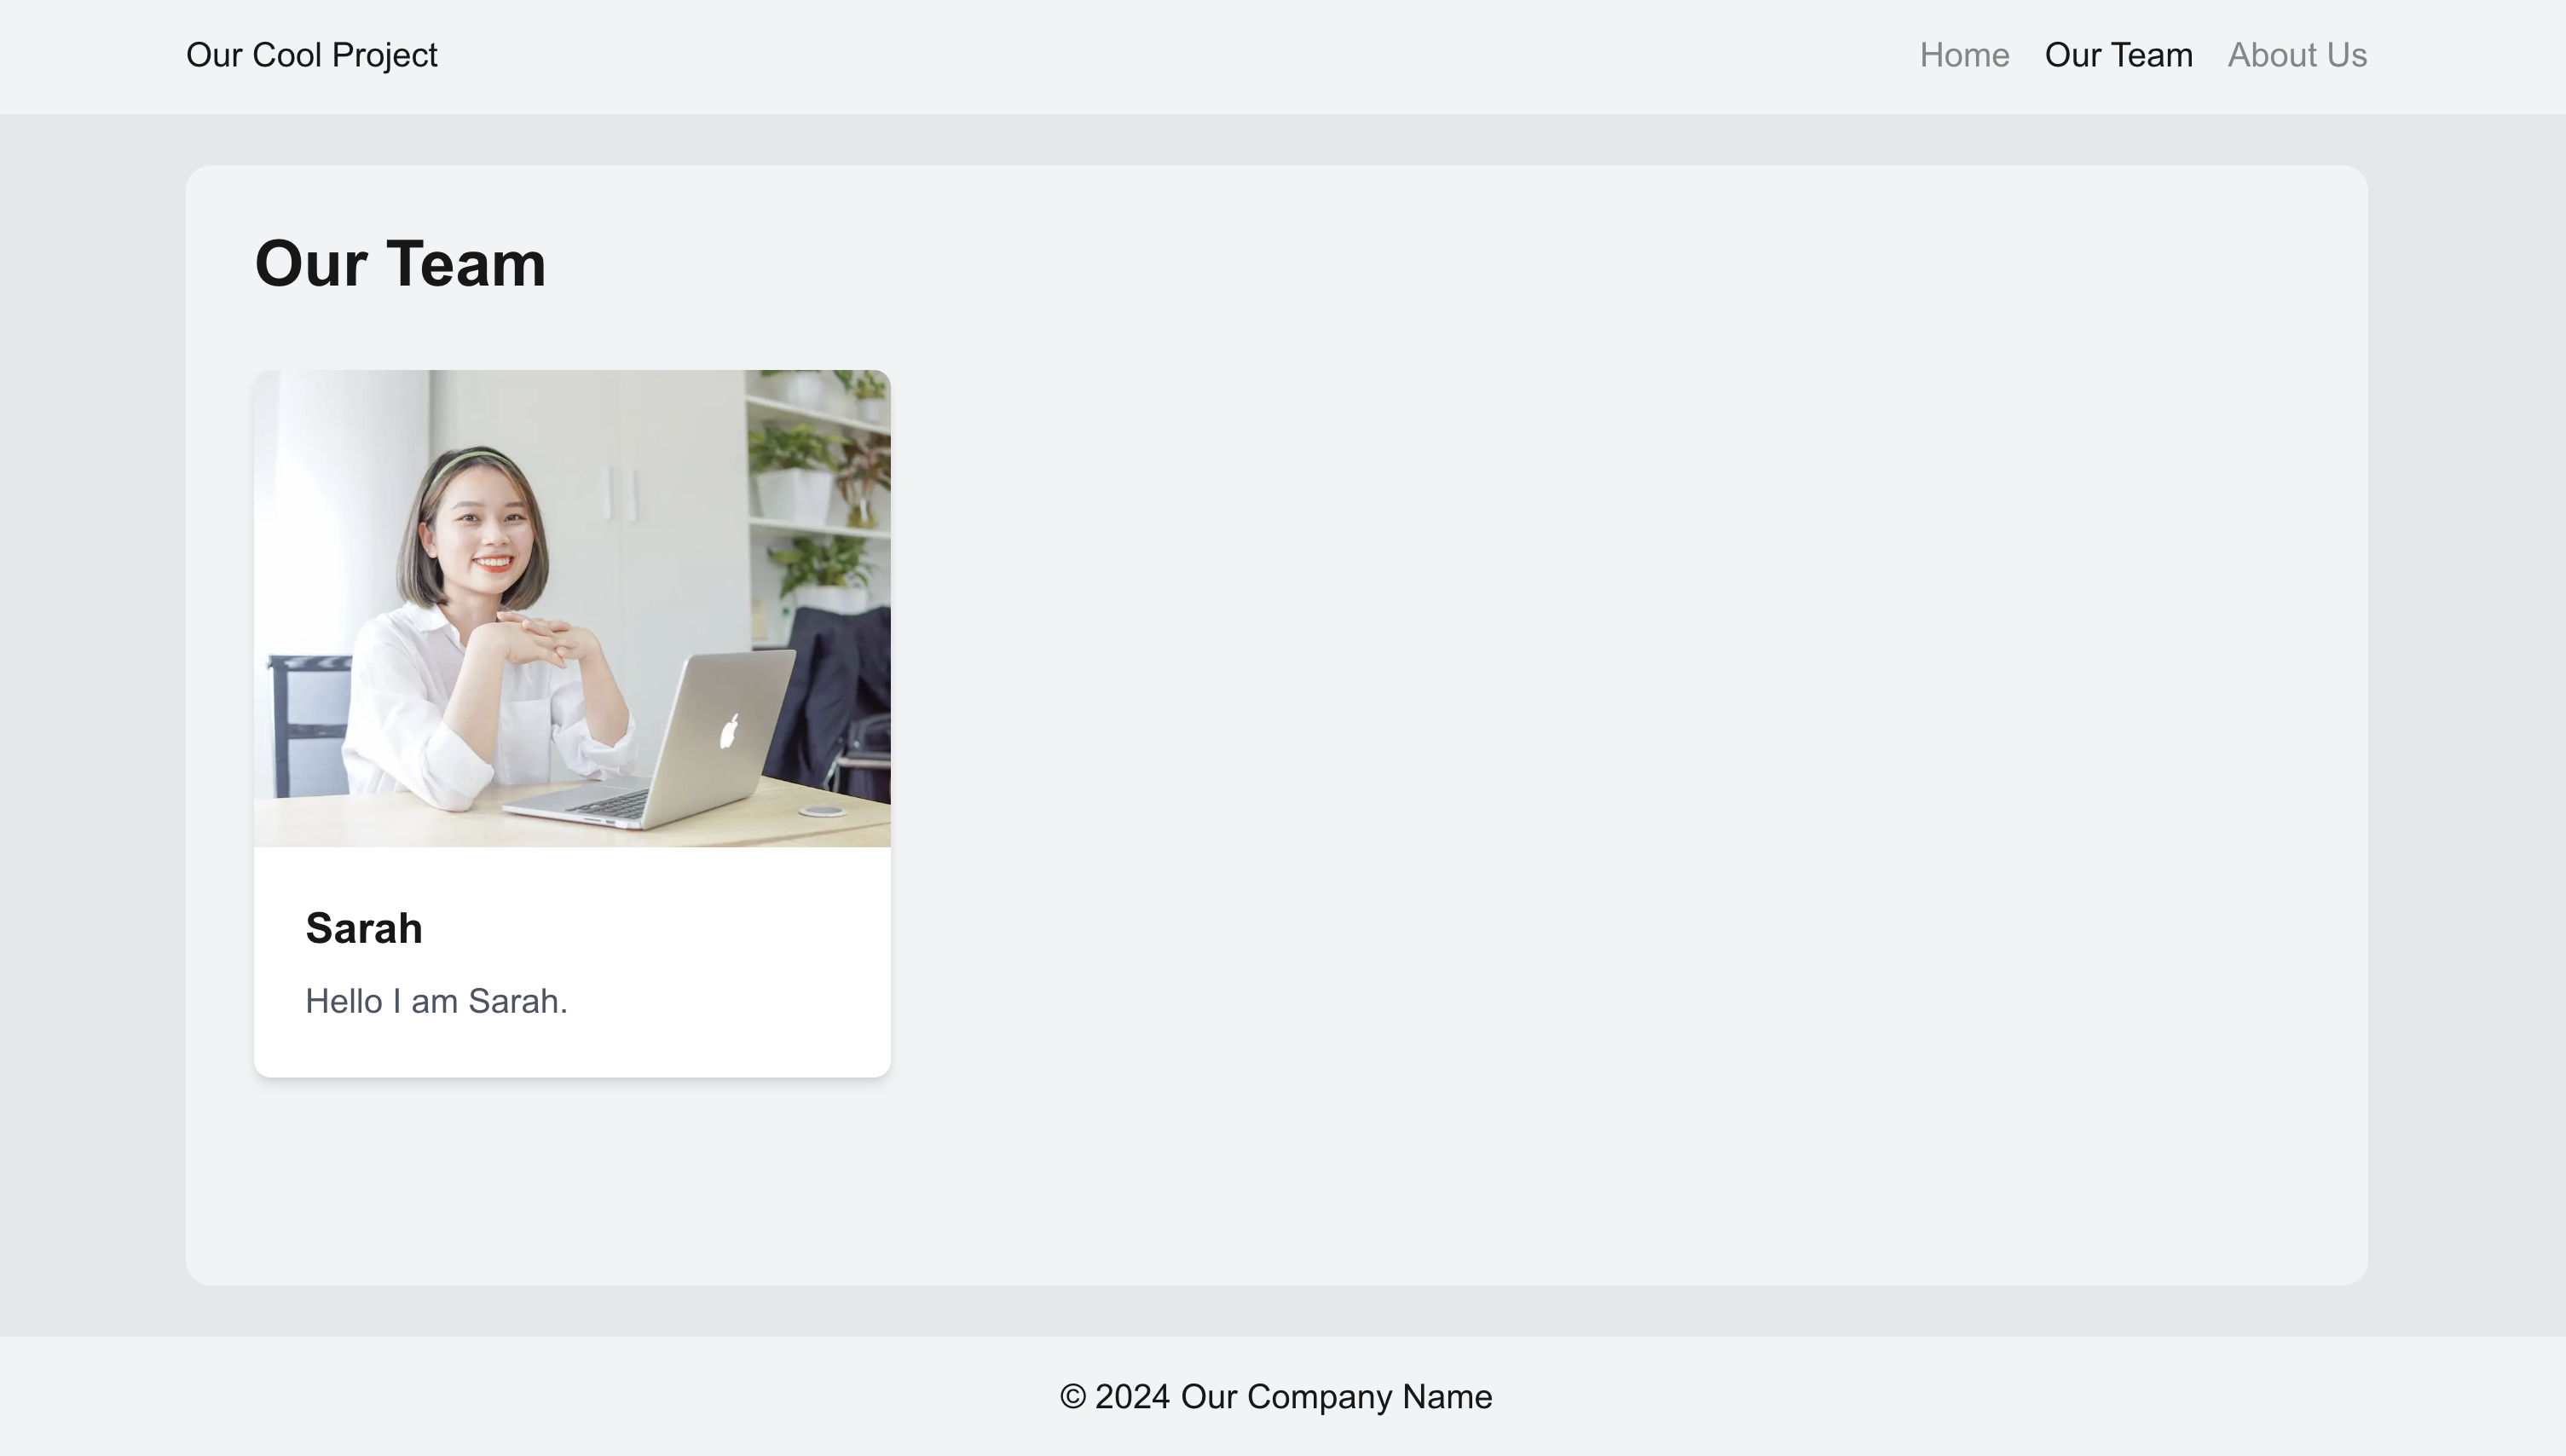 Our Cool Project
Home Our Team About Us
Our Team
Sarah
Hello I am Sarah.
© 2024 Our Company Name